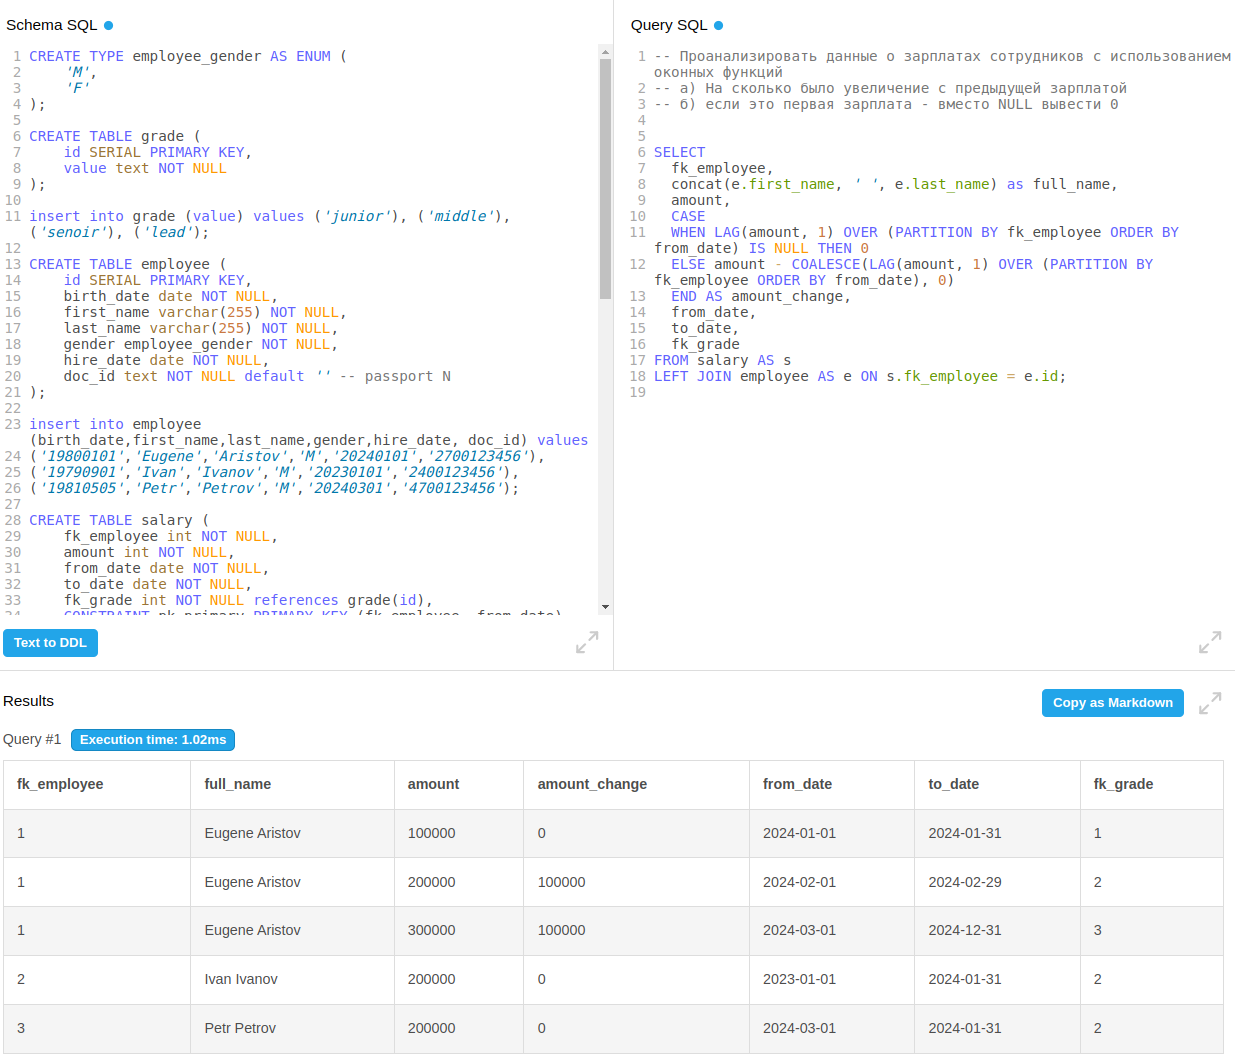 Schema SQL
1 CREATE TYPE employee_gender AS ENUM (
2     'M',
3     'F'
4 );
5
6 CREATE TABLE grade (
7     id SERIAL PRIMARY KEY,
8     value text NOT NULL
9 );
10
11 insert into grade (value) values ('junior'), ('middle'),
('senoir'), ('lead');
12
13 CREATE TABLE employee (
14     id SERIAL PRIMARY KEY,
15     birth_date date NOT NULL,
16     first_name varchar(255) NOT NULL,
17     last_name varchar(255) NOT NULL,
18     gender employee_gender NOT NULL,
19     hire_date date NOT NULL,
20     doc_id text NOT NULL default '' -- passport N
21 );
22
23 insert into employee
(birth_date,first_name,last_name,gender,hire_date, doc_id) values
24 ('19800101','Eugene','Aristov','M','20240101','2700123456'),
25 ('19790901','Ivan','Ivanov','M','20230101','2400123456'),
26 ('19810505','Petr','Petrov','M','20240301','4700123456');
27
28 CREATE TABLE salary (
29     fk_employee int NOT NULL,
30     amount int NOT NULL,
31     from_date date NOT NULL,
32     to_date date NOT NULL,
33     fk_grade int NOT NULL references grade(id),
34     CONSTRAINT pk_primary PRIMARY KEY (fk_employee, from_date)
Text to DDL
Query SQL
1 -- Проанализировать данные о зарплатах сотрудников с использованием
оконных функций
2 -- а) На сколько было увеличение с предыдущей зарплатой
3 -- б) если это первая зарплата - вместо NULL вывести 0
4
5
6 SELECT
7   fk_employee,
8   concat(e.first_name, ' ', e.last_name) as full_name,
9   amount,
10   CASE
11   WHEN LAG(amount, 1) OVER (PARTITION BY fk_employee ORDER BY
from_date) IS NULL THEN 0
12   ELSE amount - COALESCE(LAG(amount, 1) OVER (PARTITION BY
fk_employee ORDER BY from_date), 0)
13   END AS amount_change,
14   from_date,
15   to_date,
16   fk_grade
17 FROM salary AS s
18 LEFT JOIN employee AS e ON s.fk_employee = e.id;
19
Results
Copy as Markdown
Query #1 Execution time: 1.02ms
fk_employee full_name amount amount_change from_date to_date fk_grade
1 Eugene Aristov 100000 0 2024-01-01 2024-01-31 1
1 Eugene Aristov 200000 100000 2024-02-01 2024-02-29 2
1 Eugene Aristov 300000 100000 2024-03-01 2024-12-31 3
2 Ivan Ivanov 200000 0 2023-01-01 2024-01-31 2
3 Petr Petrov 200000 0 2024-03-01 2024-01-31 2